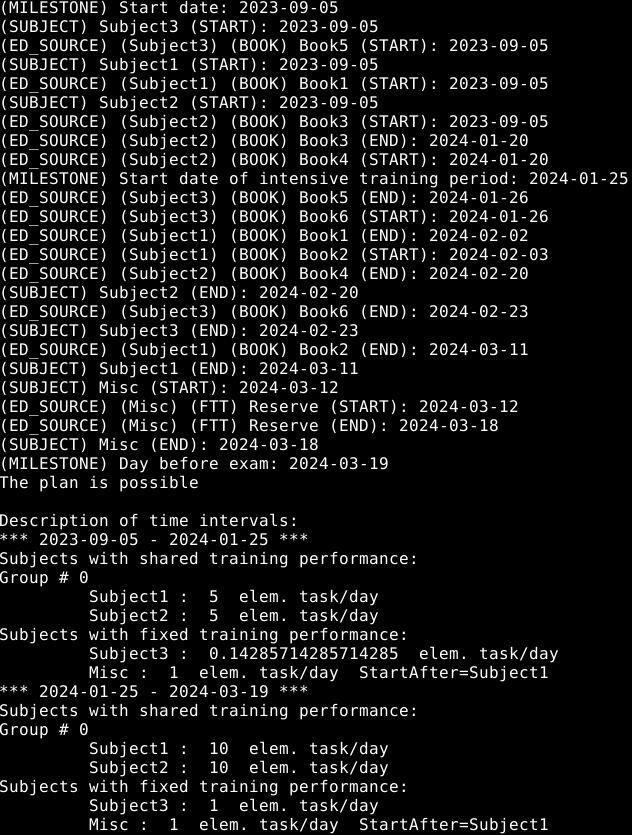 (MILESTONE) Start date: 2023-09-05
(SUBJECT) Subject3 (START): 2023-09-05
(ED_SOURCE) (Subject3) (BOOK) Book5 (START): 2023-09-05
(SUBJECT) Subject1 (START): 2023-09-05
(ED_SOURCE) (Subject1) (BOOK) Book1 (START): 2023-09-05
(SUBJECT) Subject2 (START): 2023-09-05
(ED_SOURCE) (Subject2) (BOOK) Book3 (START): 2023-09-05
(ED_SOURCE) (Subject2) (BOOK) Book3 (END): 2024-01-20
(ED_SOURCE) (Subject2) (BOOK) Book4 (START): 2024-01-20
(MILESTONE) Start date of intensive training period: 2024-01-25
(ED_SOURCE) (Subject3) (BOOK) Book5 (END): 2024-01-26
(ED_SOURCE) (Subject3) (BOOK) Book6 (START): 2024-01-26
(ED_SOURCE) (Subject1) (BOOK) Book1 (END): 2024-02-02
(ED_SOURCE) (Subject1) (BOOK) Book2 (START): 2024-02-03
(ED_SOURCE) (Subject2) (BOOK) Book4 (END): 2024-02-20
(SUBJECT) Subject2 (END): 2024-02-20
(ED_SOURCE) (Subject3) (BOOK) Book6 (END): 2024-02-23
(SUBJECT) Subject3 (END): 2024-02-23
(ED_SOURCE) (Subject1) (BOOK) Book2 (END): 2024-03-11
(SUBJECT) Subject1 (END): 2024-03-11
(SUBJECT) Misc (START): 2024-03-12
(ED_SOURCE) (Misc) (FTT) Reserve (START): 2024-03-12
(ED_SOURCE) (Misc) (FTT) Reserve (END): 2024-03-18
(SUBJECT) Misc (END): 2024-03-18
(MILESTONE) Day before exam: 2024-03-19
The plan is possible

Description of time intervals:
*** 2023-09-05 - 2024-01-25 ***
Subjects with shared training performance:
Group # 0
Subject1 :  5  elem. task/day
Subject2 :  5  elem. task/day
Subjects with fixed training performance:
Subject3 :  0.14285714285714285  elem. task/day
Misc :  1  elem. task/day  StartAfter=Subject1
*** 2024-01-25 - 2024-03-19 ***
Subjects with shared training performance:
Group # 0
Subject1 :  10  elem. task/day
Subject2 :  10  elem. task/day
Subjects with fixed training performance:
Subject3 :  1  elem. task/day
Misc :  1  elem. task/day  StartAfter=Subject1